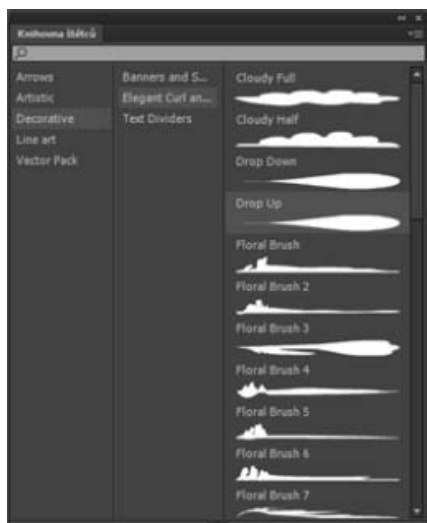 Knihovna štětců
Arrows
Artistic
Decorative
Line art
Vector Pack
Banners and S...
Elegant Curl an...
Text Dividers
Cloudy Full
Cloudy Half
Drop Down
Drop Up
Floral Brush
Floral Brush 2
Floral Brush 3
Floral Brush 4
Floral Brush 5
Floral Brush 6
Floral Brush 7